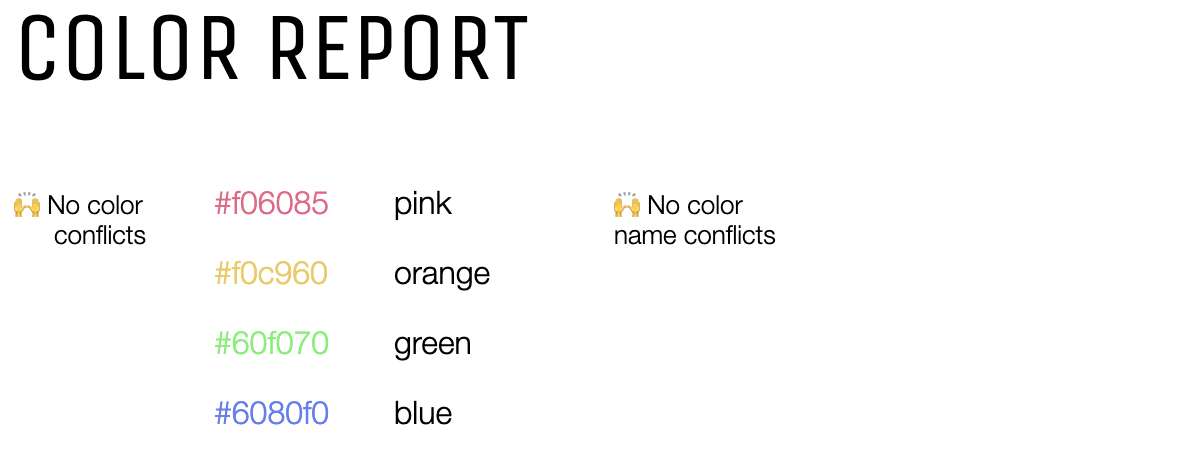 COLOR REPORT
🙌 No color
conflicts
#f06085 pink
#f0c960 orange
#60f070 green
#6080f0 blue
🙌 No color
name conflicts